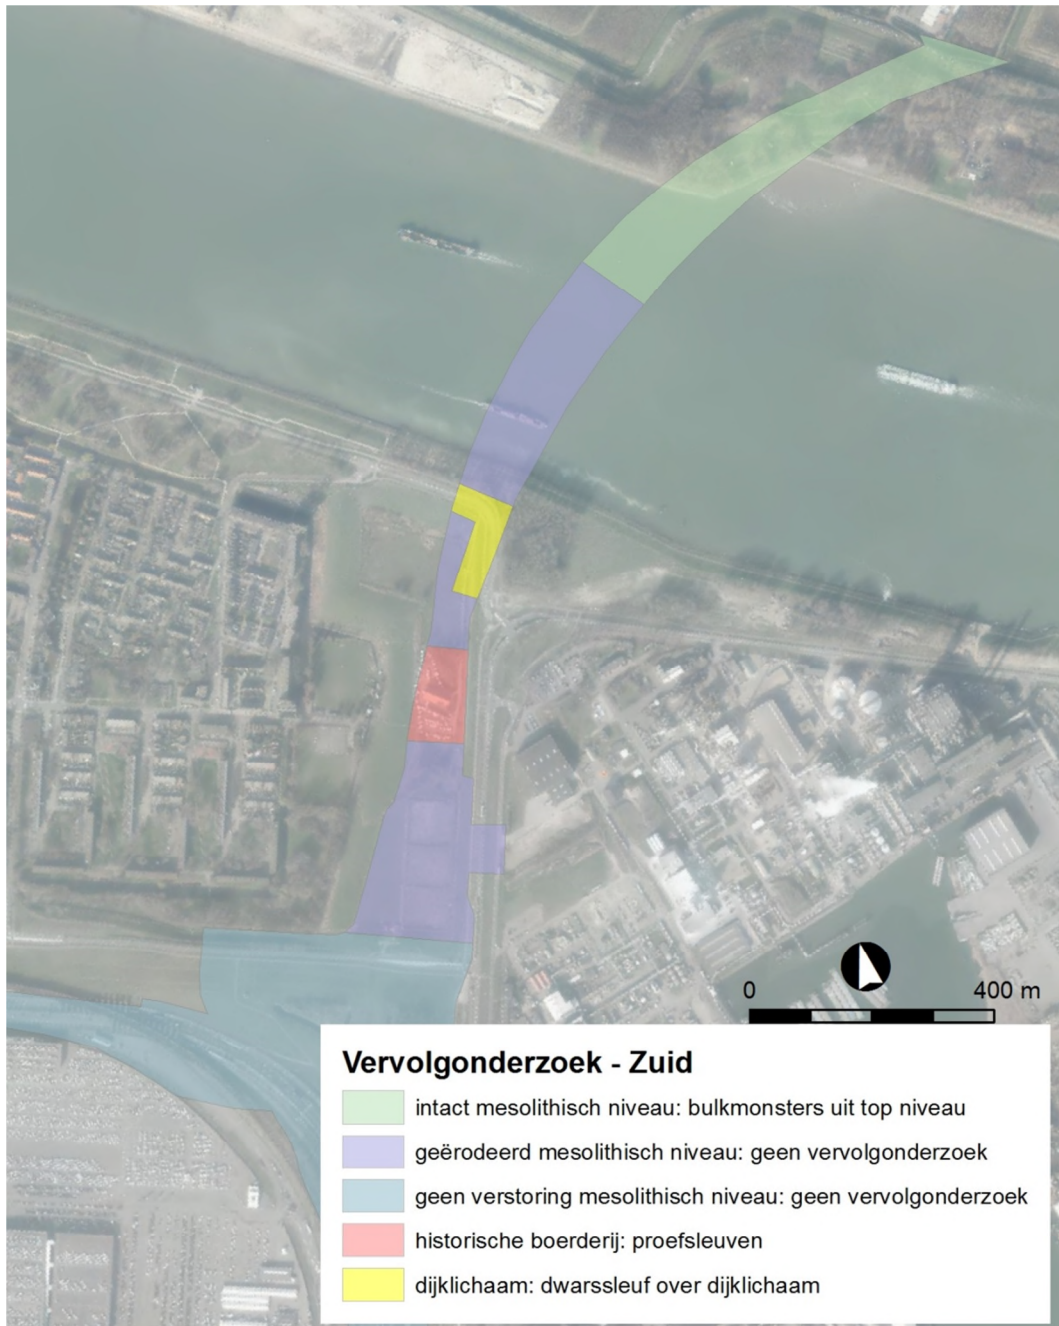 0 400 m
Vervolgonderzoek - Zuid
intact mesolithisch niveau: bulkmonsters uit top niveau
geërodeerd mesolithisch niveau: geen vervolgonderzoek
geen verstoring mesolithisch niveau: geen vervolgonderzoek
historische boerderij: proefsleuven
dijklichaam: dwarssleuf over dijklichaam